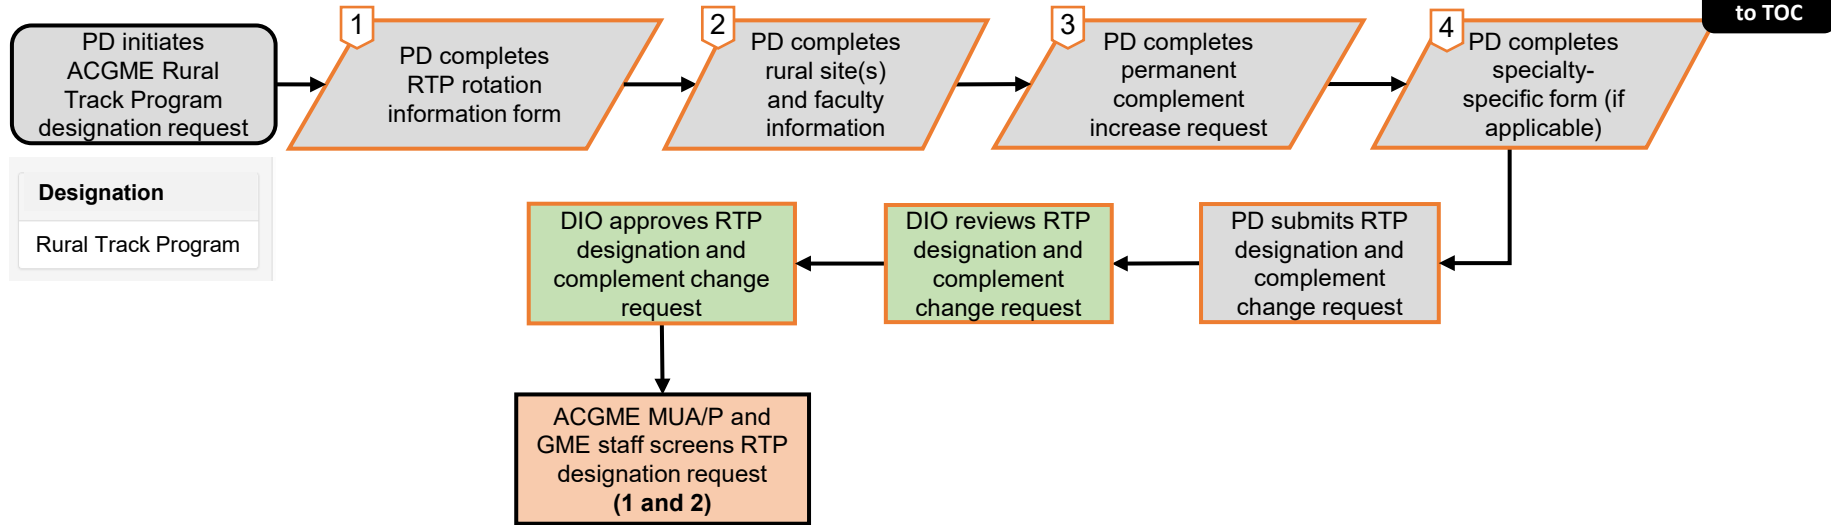 to TOC
PD initiates
ACGME Rural
Track Program
designation request
1
PD completes
RTP rotation
information form
2
PD completes
rural site(s)
and faculty
information
3
PD completes
permanent
complement
increase request
4
PD completes
specialty-
specific form (if
applicable)
Designation
Rural Track Program
DIO approves RTP
designation and
complement change
request
DIO reviews RTP
designation and
complement
change request
PD submits RTP
designation and
complement
change request
ACGME MUA/P and
GME staff screens RTP
designation request
(1 and 2)